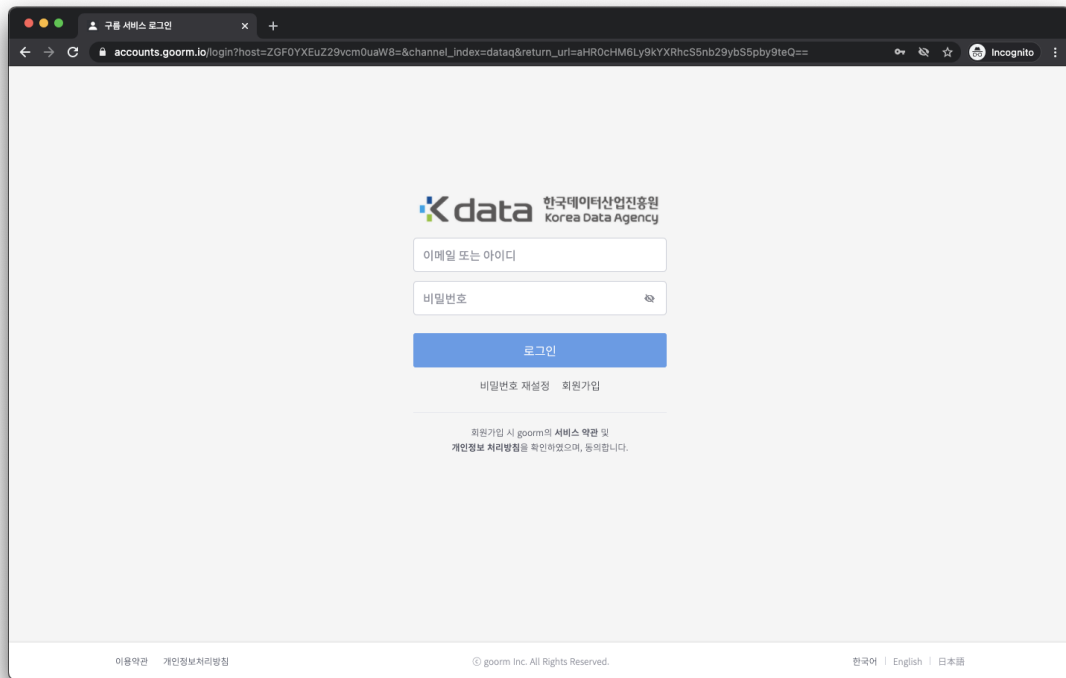 구름 서비스 로그인
accounts.goorm.io/login?host=ZGF0YXEuZ29vcm0uaW8=&channel_index=dataq&return_url=aHR0cHM6Ly9kYXRhcS5nb29ybS5pby9teQ==
Incognito
K data 한국데이터산업진흥원
Korea Data Agency
이메일 또는 아이디
비밀번호
로그인
비밀번호 재설정 회원가입
회원가입 시 goorm의 서비스 약관 및
개인정보 처리방침을 확인하였으며, 동의합니다.
이용약관 개인정보처리방침 ⓒ goorm Inc. All Rights Reserved. 한국어 | English | 日本語